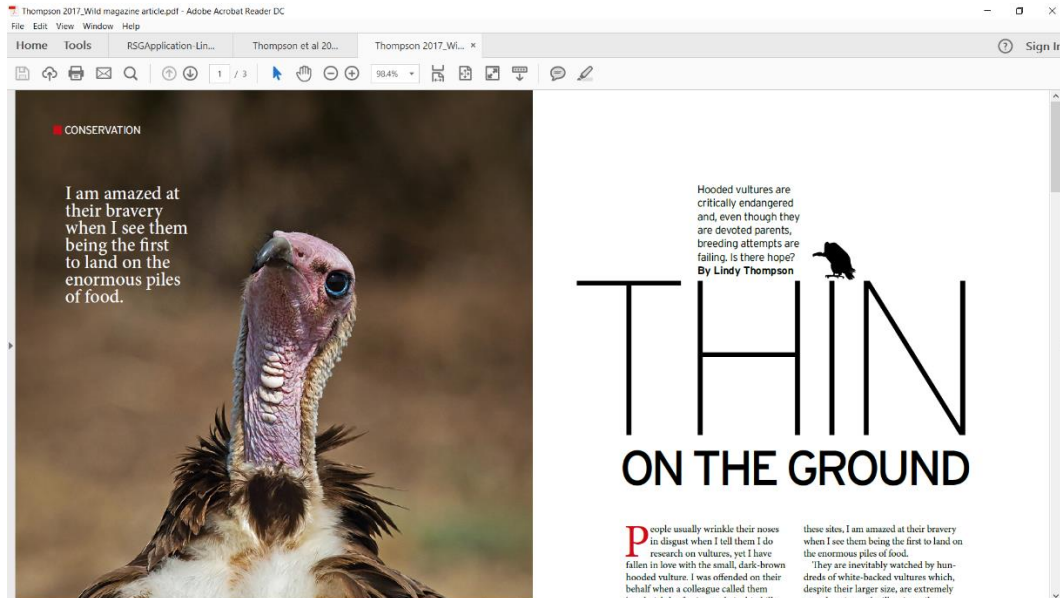 Thompson 2017_Wild magazine article.pdf - Adobe Acrobat Reader DC
File Edit View Window Help
Home Tools RSGApplication-Lin... Thompson et al 20... Thompson 2017_Wi... × ? Sign In
1 / 3 98.4%
CONSERVATION
I am amazed at
their bravery
when I see them
being the first
to land on the
enormous piles
of food.
Hooded vultures are
critically endangered
and, even though they
are devoted parents,
breeding attempts are
failing. Is there hope?
By Lindy Thompson
THIN
ON THE GROUND
People usually wrinkle their noses
in disgust when I tell them I do
research on vultures, yet I have
fallen in love with the small, dark-brown
hooded vulture. I was offended on their
behalf when a colleague called them
these sites, I am amazed at their bravery
when I see them being the first to land on
the enormous piles of food.
They are inevitably watched by hun-
dreds of white-backed vultures which,
despite their larger size, are extremely